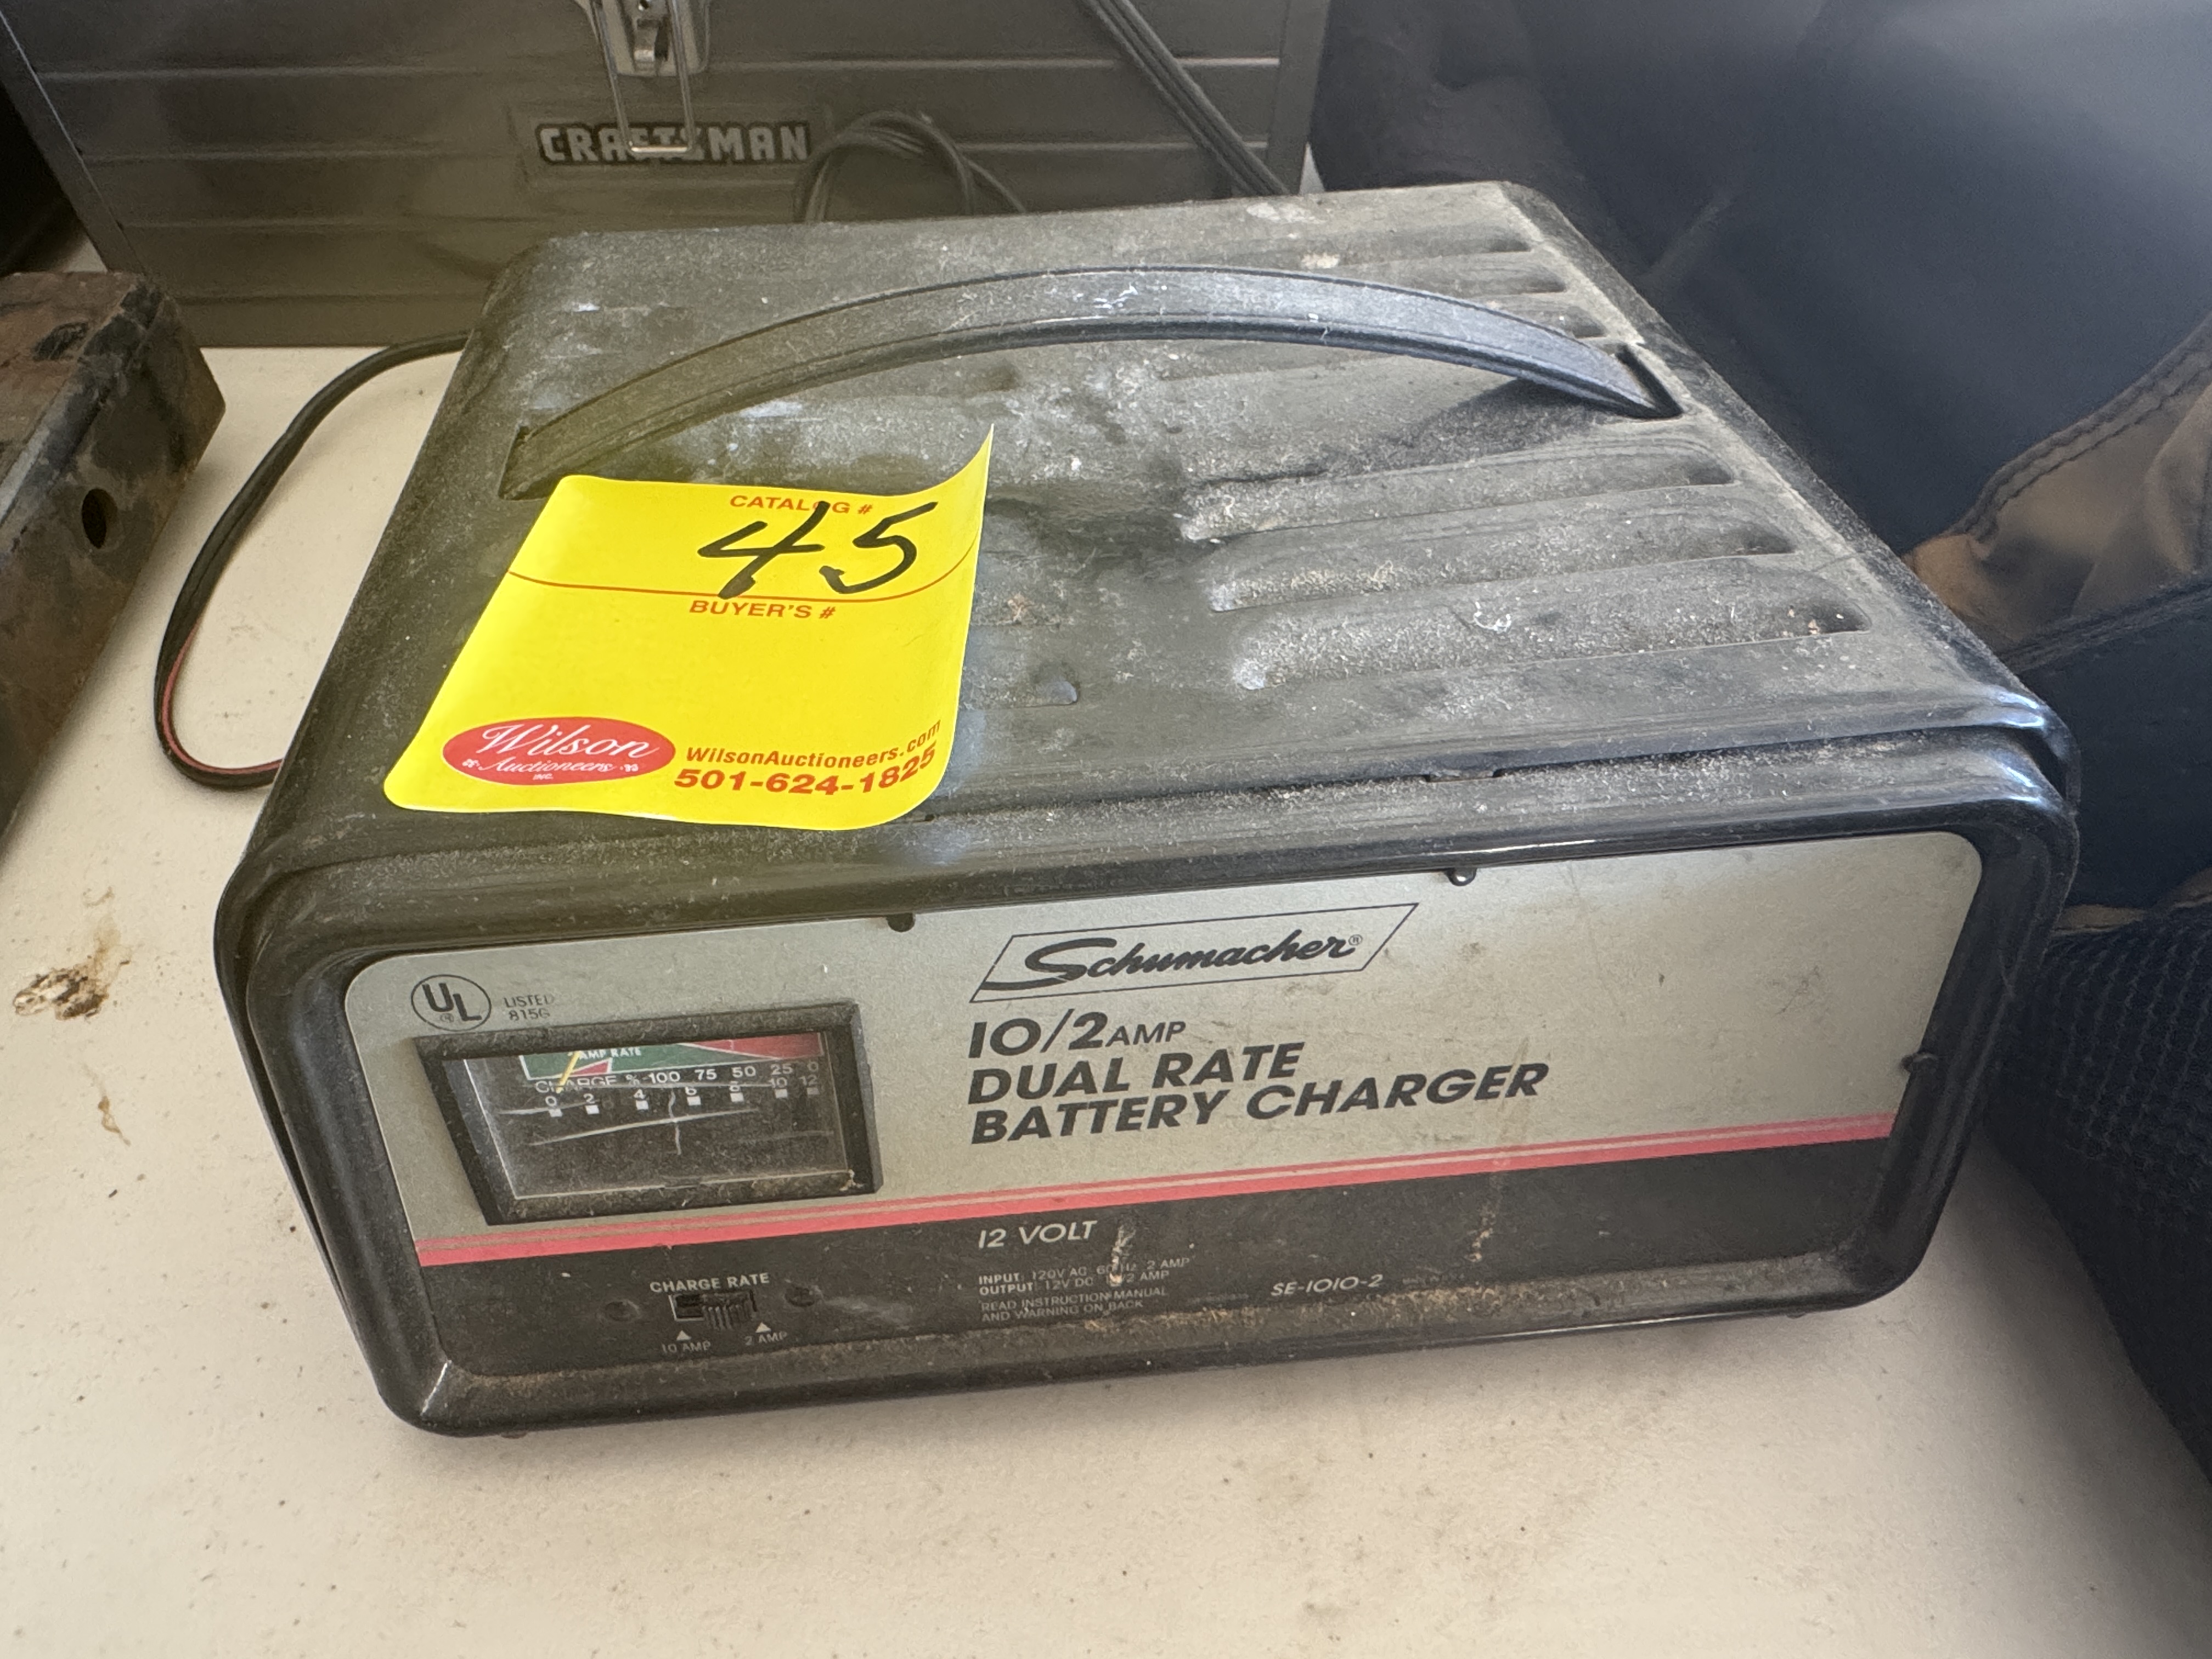 CRAFTSMAN
CATALOG #
45
BUYER'S #
Wilson
Auctioneers
INC.
WilsonAuctioneers.com
501-624-1825
Schumacher®
UL®
LISTED
815G
10/2 AMP
DUAL RATE
BATTERY CHARGER
AMP RATE
CHARGE % 100 75 50 25 0
0 2 4 6 8 10 12
12 VOLT
CHARGE RATE
10 AMP 2 AMP
INPUT: 120V AC 60HZ 2 AMP
OUTPUT: 12V DC 10/2 AMP
READ INSTRUCTION MANUAL
AND WARNING ON BACK
SE-1010-2